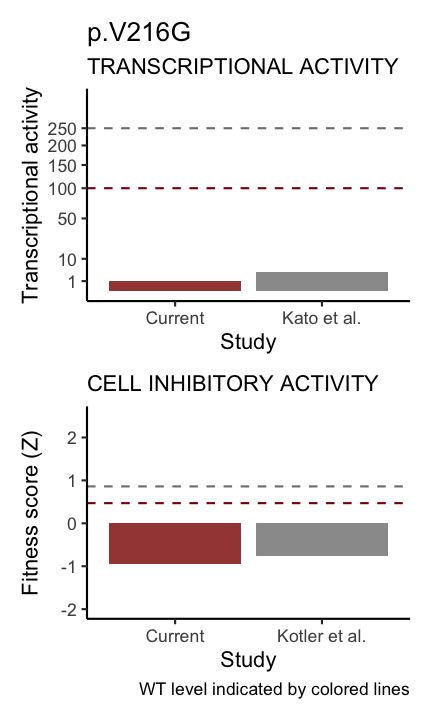 p.V216G
TRANSCRIPTIONAL ACTIVITY
Transcriptional activity
250
200
150
100
50
10
1
Current
Kato et al.
Study
CELL INHIBITORY ACTIVITY
Fitness score (Z)
2
1
0
-1
-2
Current
Kotler et al.
Study
WT level indicated by colored lines